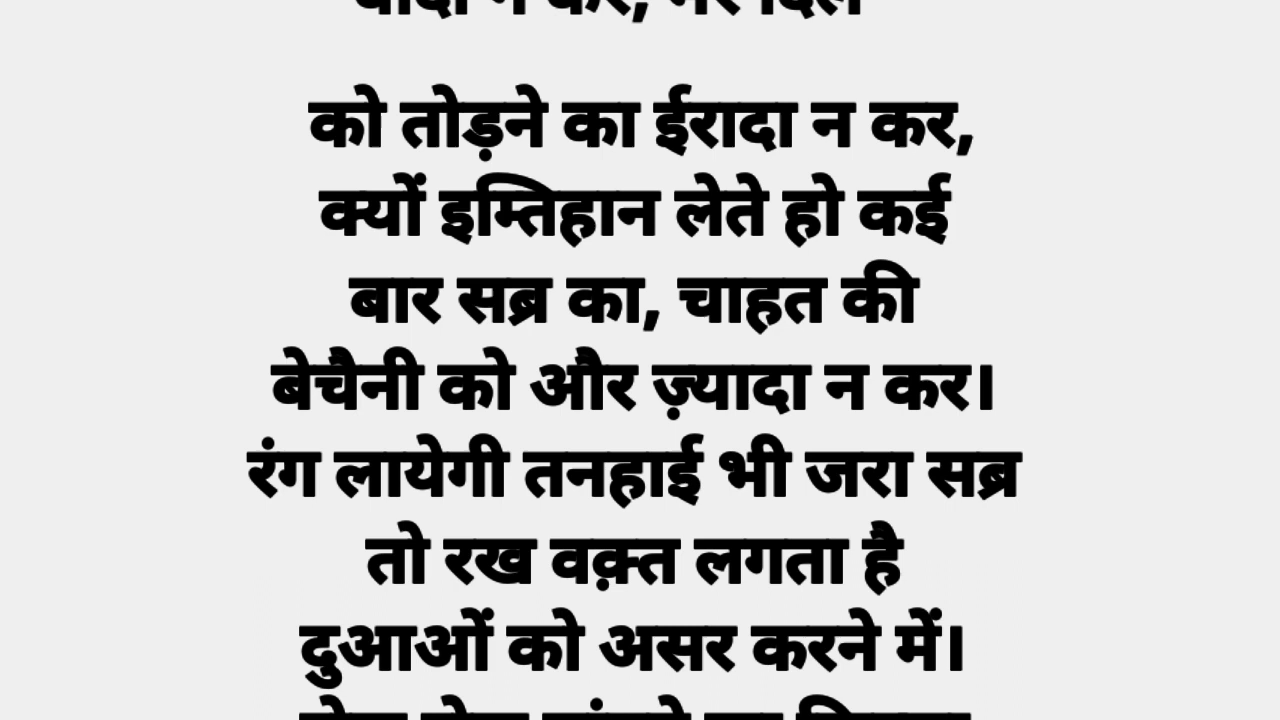 को तोड़ने का ईरादा न कर,
क्यों इम्तिहान लेते हो कई
बार सब्र का, चाहत की
बेचैनी को और ज़्यादा न कर।
रंग लायेगी तनहाई भी जरा सब्र
तो रख वक़्त लगता है
दुआओं को असर करने में।